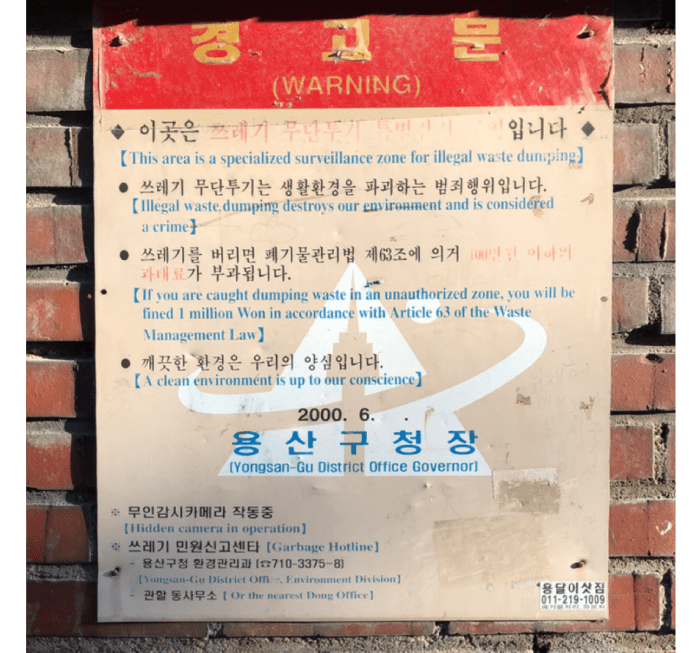 경 고 문
(WARNING)
◆ 이곳은 쓰레기 무단투기 특별감시 입니다 ◆
【This area is a specialized surveillance zone for illegal waste dumping】
● 쓰레기 무단투기는 생활환경을 파괴하는 범죄행위입니다.
【Illegal waste dumping destroys our environment and is considered
a crime】
● 쓰레기를 버리면 폐기물관리법 제63조에 의거 100만원 이하의
과태료가 부과됩니다.
【If you are caught dumping waste in an unauthorized zone, you will be
fined 1 million Won in accordance with Article 63 of the Waste
Management Law】
● 깨끗한 환경은 우리의 양심입니다.
【A clean environment is up to our conscience】
2000. 6. .
용산구청장
(Yongsan-Gu District Office Governor)
※ 무인감시카메라 작동중
【Hidden camera in operation】
※ 쓰레기 민원신고센타 【Garbage Hotline】
- 용산구청 환경관리과 (☎710-3375~8)
【Yongsan-Gu District Office, Environment Division】
- 관할 동사무소 【 Or the nearest Dong Office】
용달이삿짐
011-219-1009